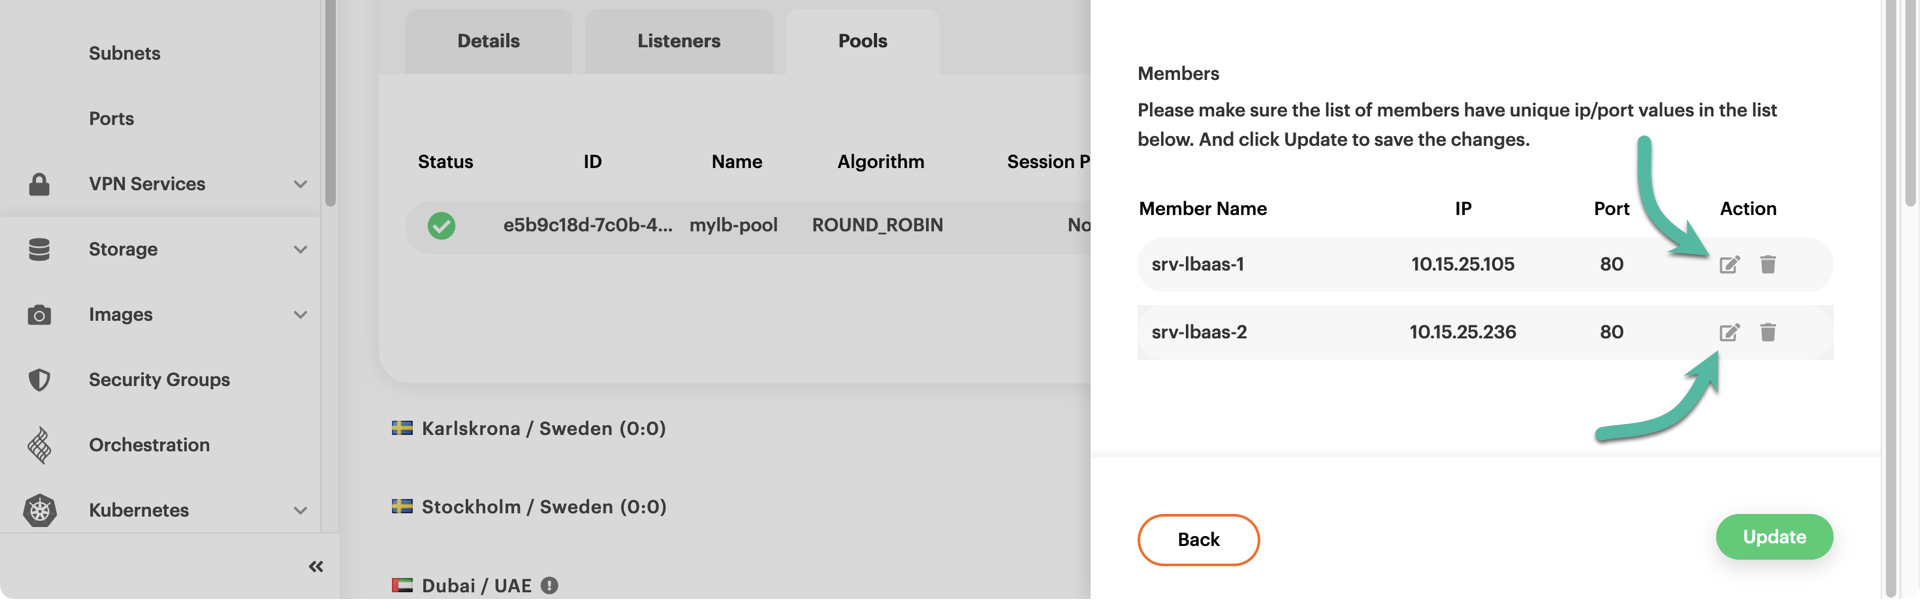 Subnets
Ports
VPN Services
Storage
Images
Security Groups
Orchestration
Kubernetes
Details Listeners Pools
Status ID Name Algorithm Session P
e5b9c18d-7c0b-4... mylb-pool ROUND_ROBIN No
Karlskrona / Sweden (0:0)
Stockholm / Sweden (0:0)
Dubai / UAE
Members
Please make sure the list of members have unique ip/port values in the list
below. And click Update to save the changes.
Member Name IP Port Action
srv-lbaas-1 10.15.25.105 80
srv-lbaas-2 10.15.25.236 80
Back Update